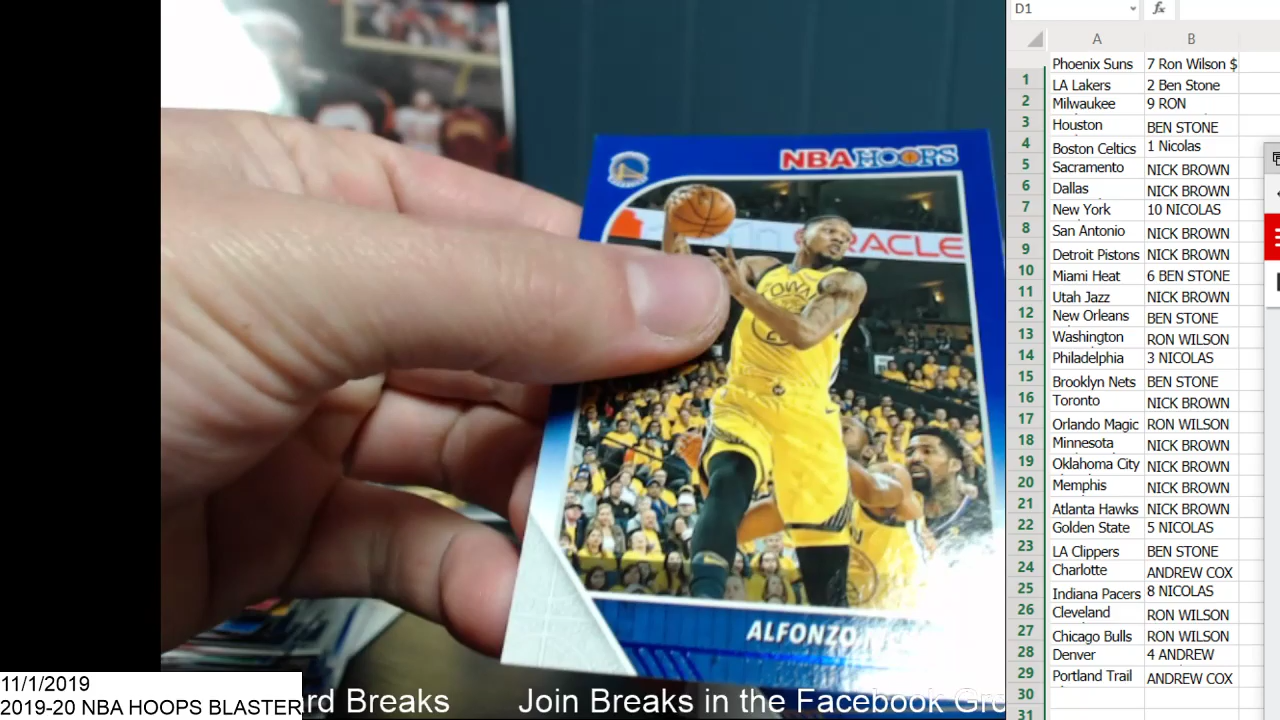 D1
fx
A B
Phoenix Suns 7 Ron Wilson $
1 LA Lakers 2 Ben Stone
2 Milwaukee 9 RON
3 Houston BEN STONE
4 Boston Celtics 1 Nicolas
5 Sacramento NICK BROWN
6 Dallas NICK BROWN
7 New York 10 NICOLAS
8 San Antonio NICK BROWN
9 Detroit Pistons NICK BROWN
10 Miami Heat 6 BEN STONE
11 Utah Jazz NICK BROWN
12 New Orleans BEN STONE
13 Washington RON WILSON
14 Philadelphia 3 NICOLAS
15 Brooklyn Nets BEN STONE
16 Toronto NICK BROWN
17 Orlando Magic RON WILSON
18 Minnesota NICK BROWN
19 Oklahoma City NICK BROWN
20 Memphis NICK BROWN
21 Atlanta Hawks NICK BROWN
22 Golden State 5 NICOLAS
23 LA Clippers BEN STONE
24 Charlotte ANDREW COX
25 Indiana Pacers 8 NICOLAS
26 Cleveland RON WILSON
27 Chicago Bulls RON WILSON
28 Denver 4 ANDREW
29 Portland Trail ANDREW COX
30
31
NBA HOOPS
ORACLE
ALFONZO
11/1/2019
2019-20 NBA HOOPS BLASTER
rd Breaks Join Breaks in the Facebook Gro